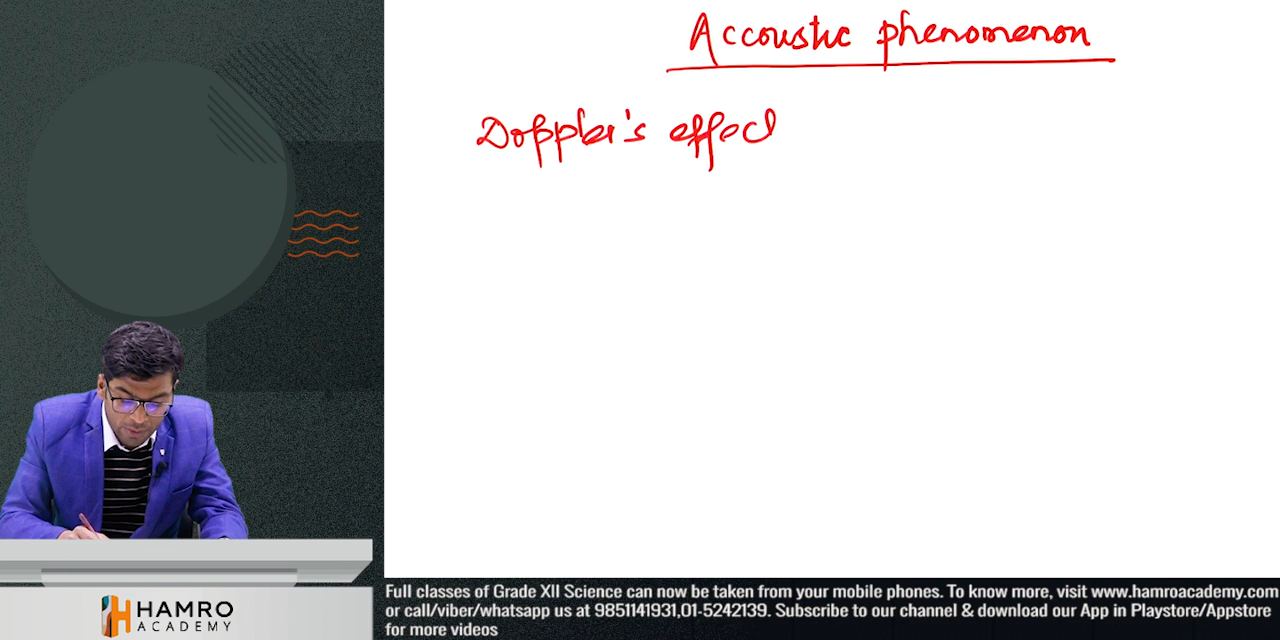 Accoustic phenomenon
Doppler's effect
HAMRO
ACADEMY
Full classes of Grade XII Science can now be taken from your mobile phones. To know more, visit www.hamroacademy.com
or call/viber/whatsapp us at 9851141931,01-5242139. Subscribe to our channel & download our App in Playstore/Appstore
for more videos